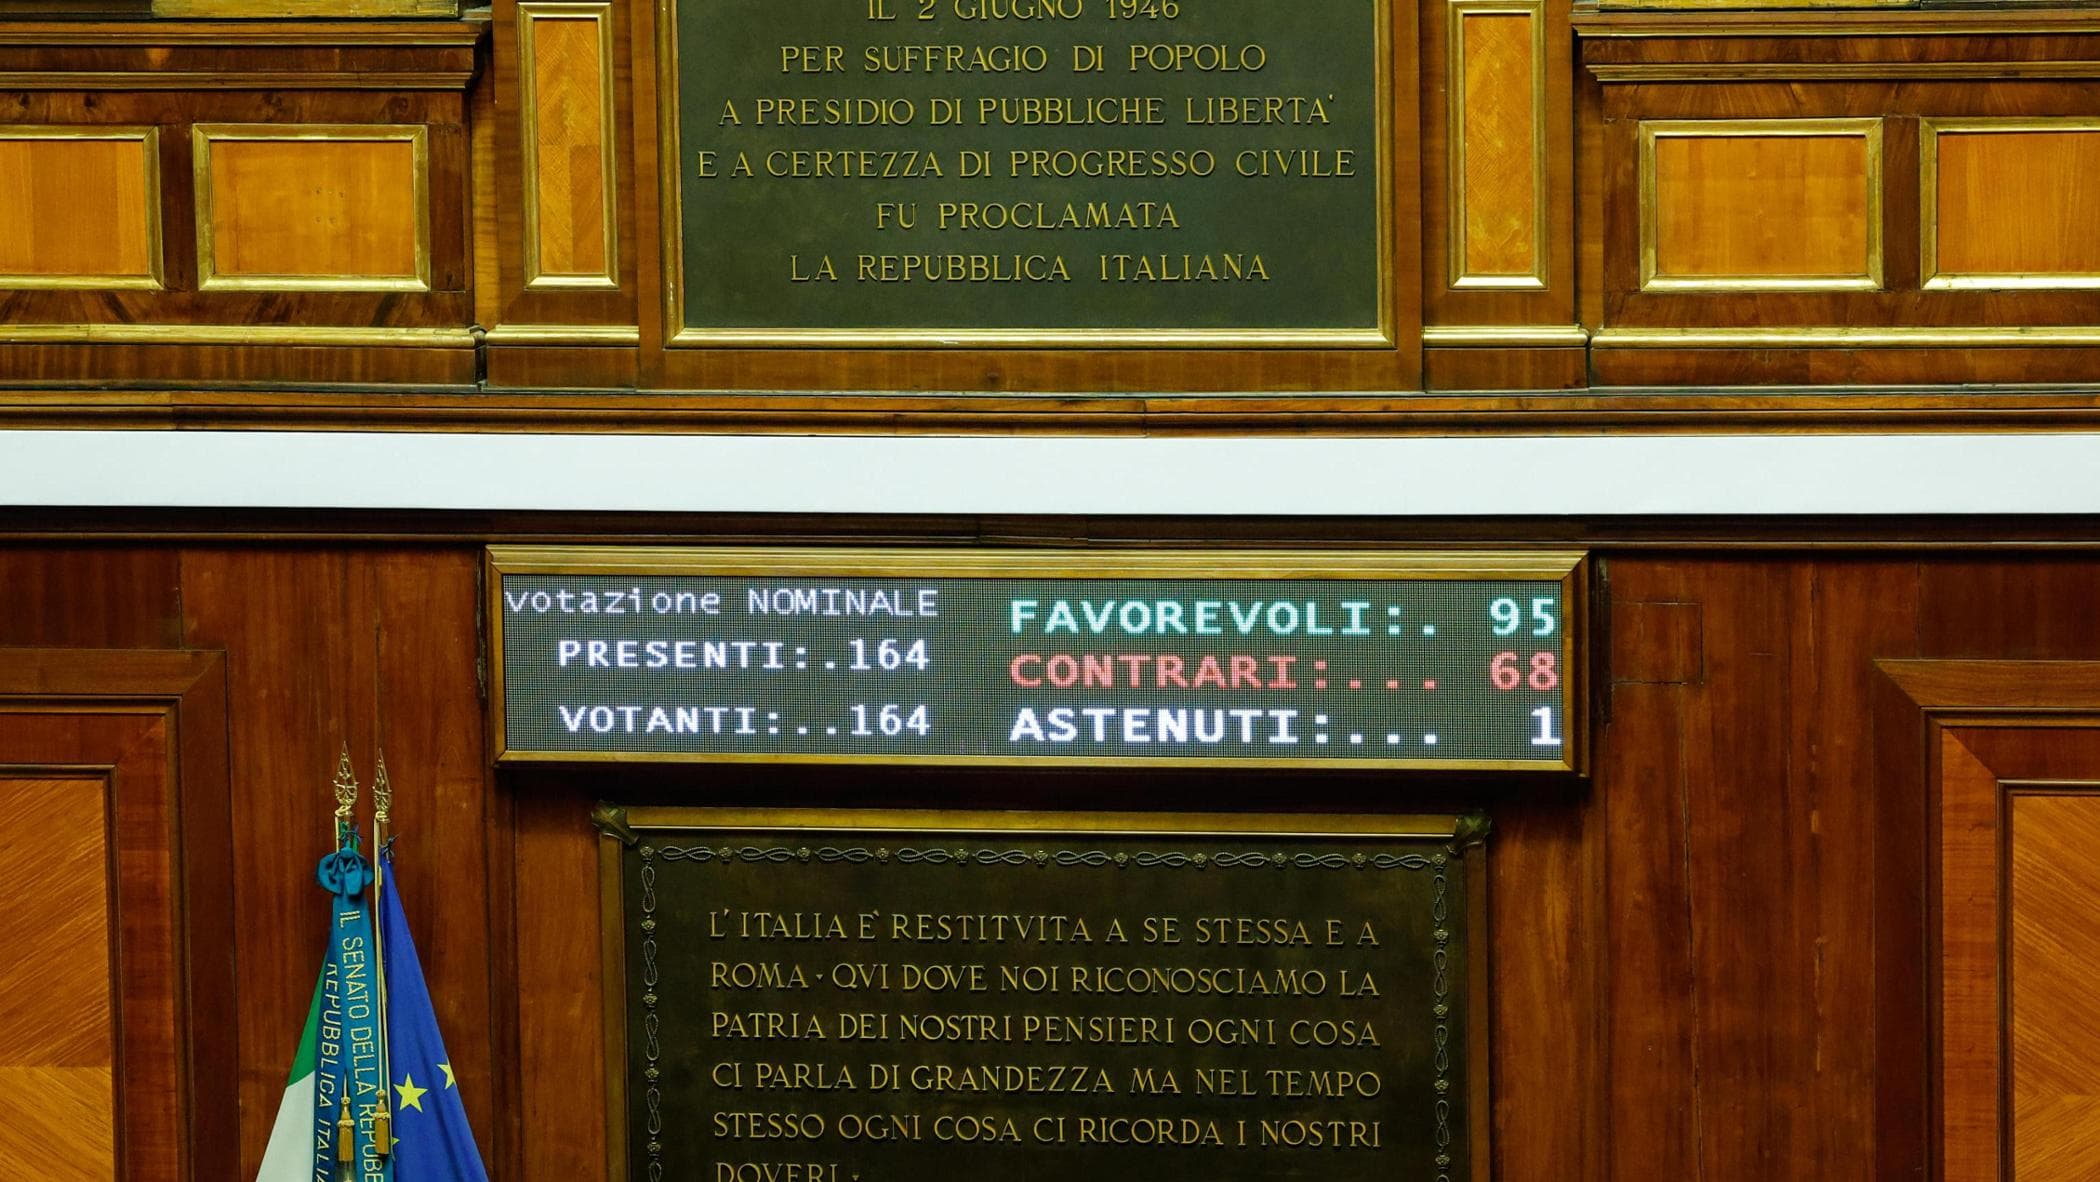 IL 2 GIUGNO 1946
PER SUFFRAGIO DI POPOLO
A PRESIDIO DI PUBBLICHE LIBERTA'
E A CERTEZZA DI PROGRESSO CIVILE
FU PROCLAMATA
LA REPUBBLICA ITALIANA
votazione NOMINALE
PRESENTI:.164
VOTANTI:..164
FAVOREVOLI:. 95
CONTRARI:... 68
ASTENUTI:... 1
L'ITALIA E' RESTITVITA A SE STESSA E A
ROMA · QVI DOVE NOI RICONOSCIAMO LA
PATRIA DEI NOSTRI PENSIERI OGNI COSA
CI PARLA DI GRANDEZZA MA NEL TEMPO
STESSO OGNI COSA CI RICORDA I NOSTRI
DOVERI ·
IL SENATO DELLA REPUBB
REPUBBLICA ITALIA